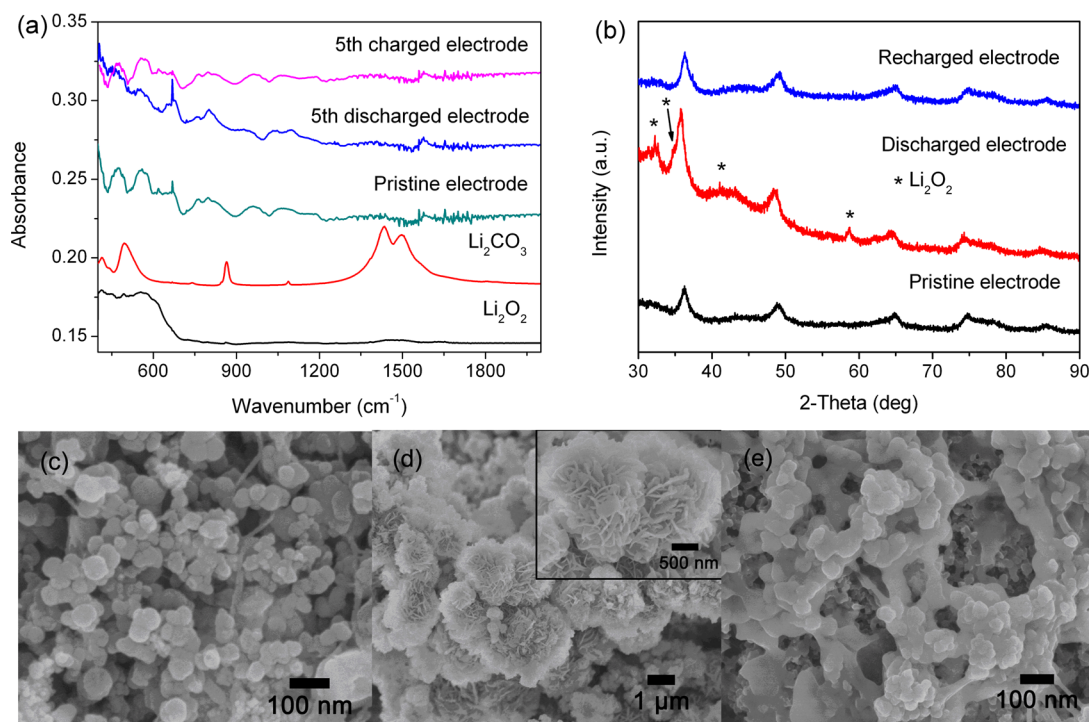 (a)
0.35
0.30
0.25
0.20
0.15
Absorbance
5th charged electrode
5th discharged electrode
Pristine electrode
Li₂CO₃
Li₂O₂
600 900 1200 1500 1800
Wavenumber (cm⁻¹)
(b)
Intensity (a.u.)
Recharged electrode
*
*
Discharged electrode
* Li₂O₂
*
*
Pristine electrode
30 40 50 60 70 80 90
2-Theta (deg)
(c)
100 nm
(d)
500 nm
1 µm
(e)
100 nm